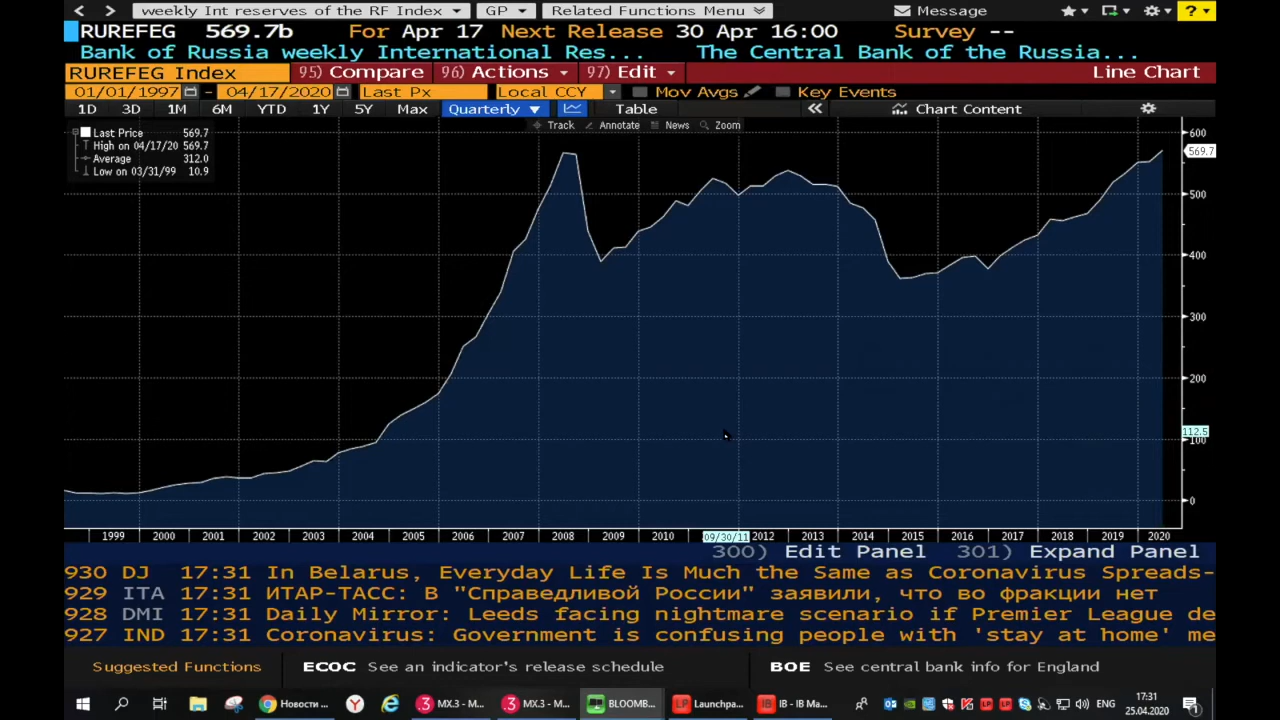 weekly Int reserves of the RF Index GP Related Functions Menu Message ?
RUREFEG 569.7b For Apr 17 Next Release 30 Apr 16:00 Survey --
Bank of Russia weekly International Res... The Central Bank of the Russia...
RUREFEG Index 95) Compare 96) Actions 97) Edit Line Chart
01/01/1997 - 04/17/2020 Last Px Local CCY Mov Avgs Key Events
1D 3D 1M 6M YTD 1Y 5Y Max Quarterly Table Chart Content
Track Annotate News Zoom
Last Price 569.7
High on 04/17/20 569.7
Average 312.0
Low on 03/31/99 10.9
600
569.7
500
400
300
200
112.5
100
0
1999 2000 2001 2002 2003 2004 2005 2006 2007 2008 2009 2010 09/30/11 2012 2013 2014 2015 2016 2017 2018 2019 2020
300) Edit Panel 301) Expand Panel
930 DJ 17:31 In Belarus, Everyday Life Is Much the Same as Coronavirus Spreads-
929 ITA 17:31 ИТАР-ТАСС: В "Справедливой России" заявили, что во фракции нет
928 DMI 17:31 Daily Mirror: Leeds facing nightmare scenario if Premier League de
927 IND 17:31 Coronavirus: Government is confusing people with 'stay at home' me
Suggested Functions ECOC See an indicator's release schedule BOE See central bank info for England
Новости ... MX.3 - M... MX.3 - M... BLOOMB... Launchpa... IB - IB Ma... ENG 17:31
25.04.2020